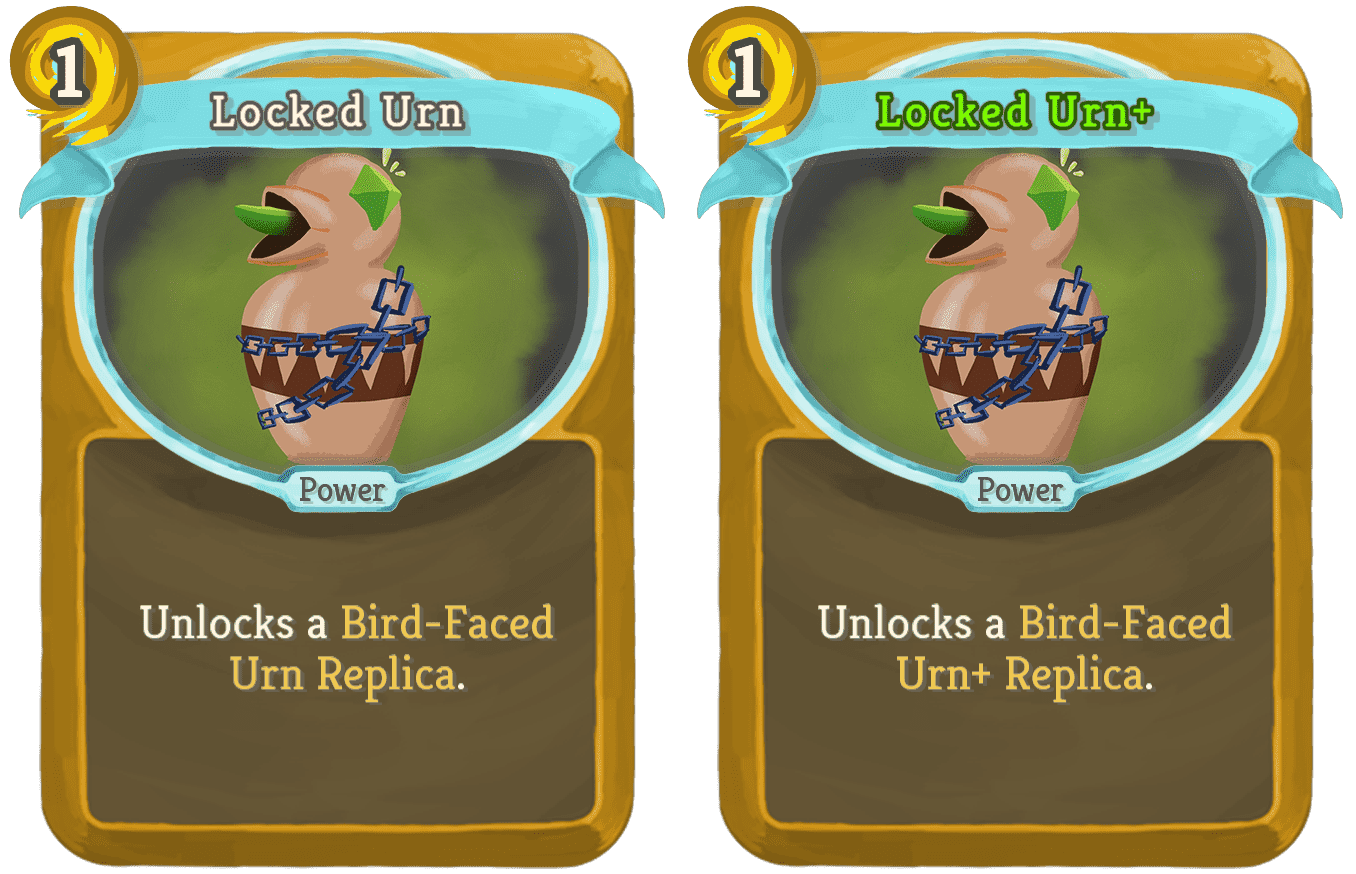 1
Locked Urn
Power
Unlocks a Bird-Faced
Urn Replica.
1
Locked Urn+
Power
Unlocks a Bird-Faced
Urn+ Replica.